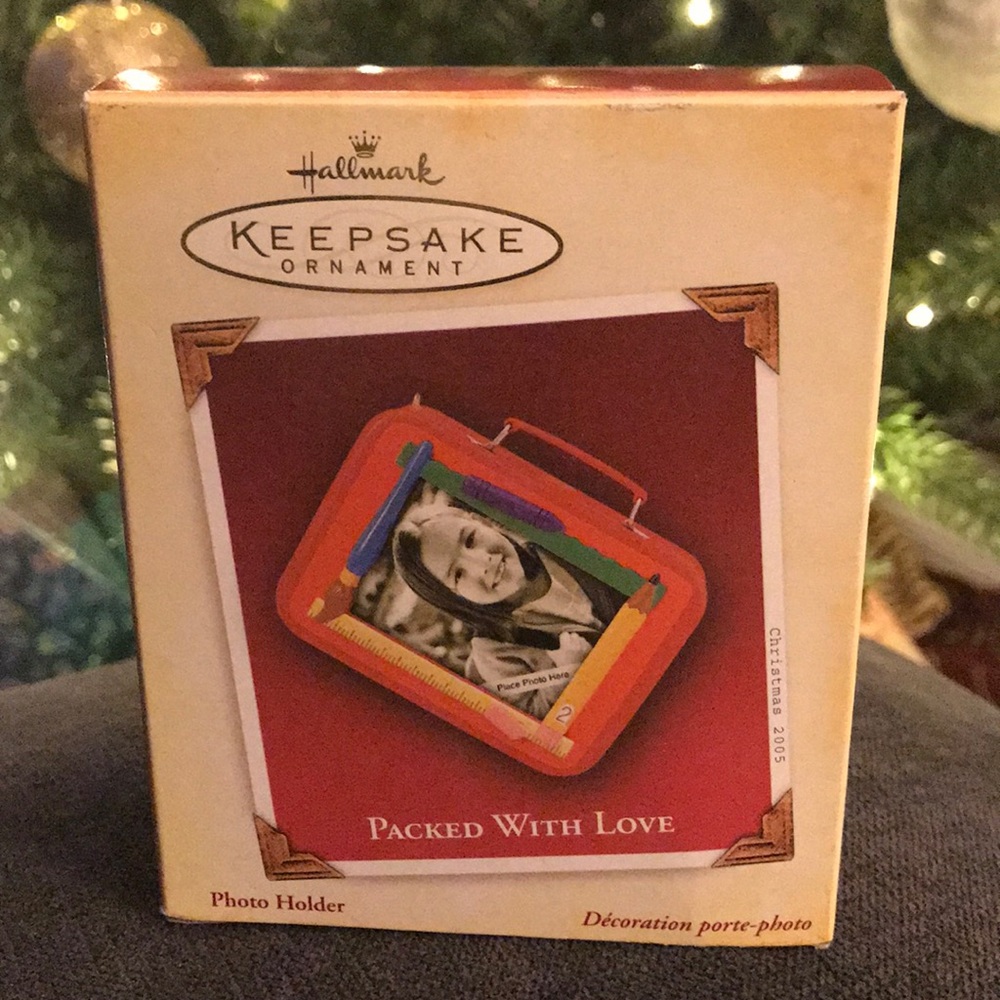 Hallmark
KEEPSAKE
ORNAMENT
Place Photo Here
2
Christmas 2005
PACKED WITH LOVE
Photo Holder
Décoration porte-photo